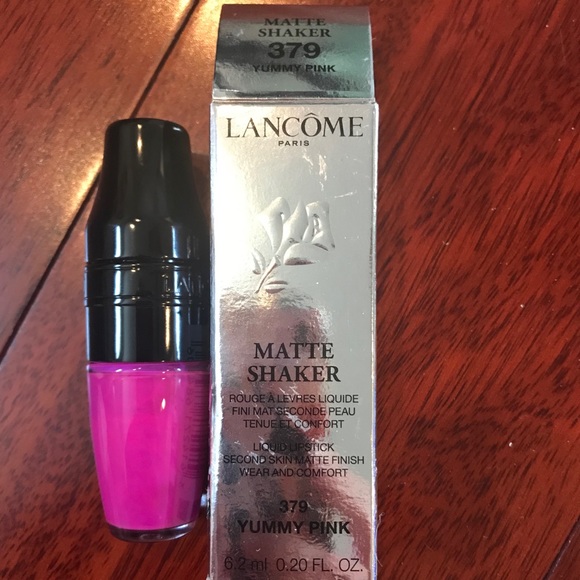 MATTE
SHAKER
379
YUMMY PINK
LANCÔME
PARIS
MATTE
SHAKER
ROUGE À LÈVRES LIQUIDE
FINI MAT SECONDE PEAU
TENUE ET CONFORT
LIQUID LIPSTICK
SECOND SKIN MATTE FINISH
WEAR AND COMFORT
379
YUMMY PINK
6.2 ml 0.20 FL. OZ.